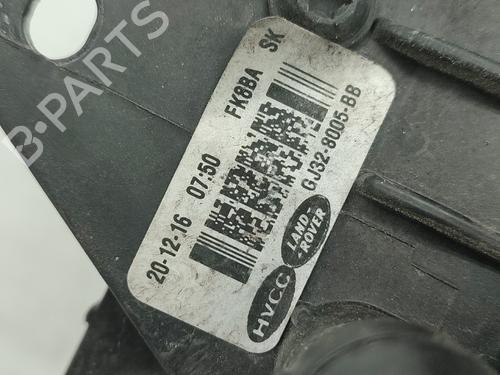 20-12-16 07:50 FK8BA SK
GJ32-8005-BB
HVCC
LAND-
ROVER
B-PARTS